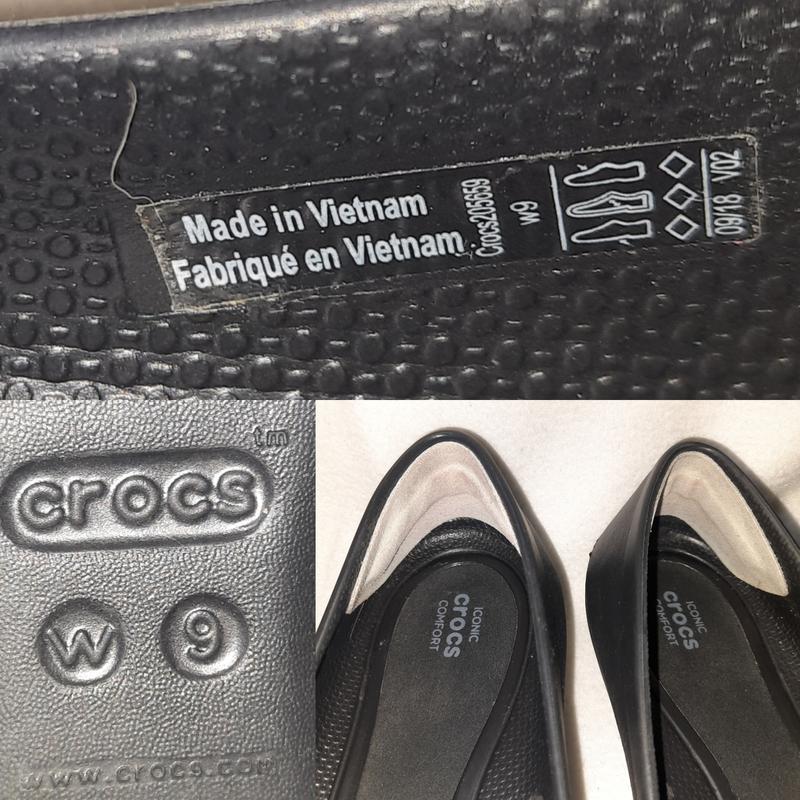 Made in Vietnam
Fabriqué en Vietnam
Crocs205659
w9
09/18 V02
crocs
tm
W 9
www.crocs.com
ICONIC
crocs
COMFORT
ICONIC
crocs
COMFORT